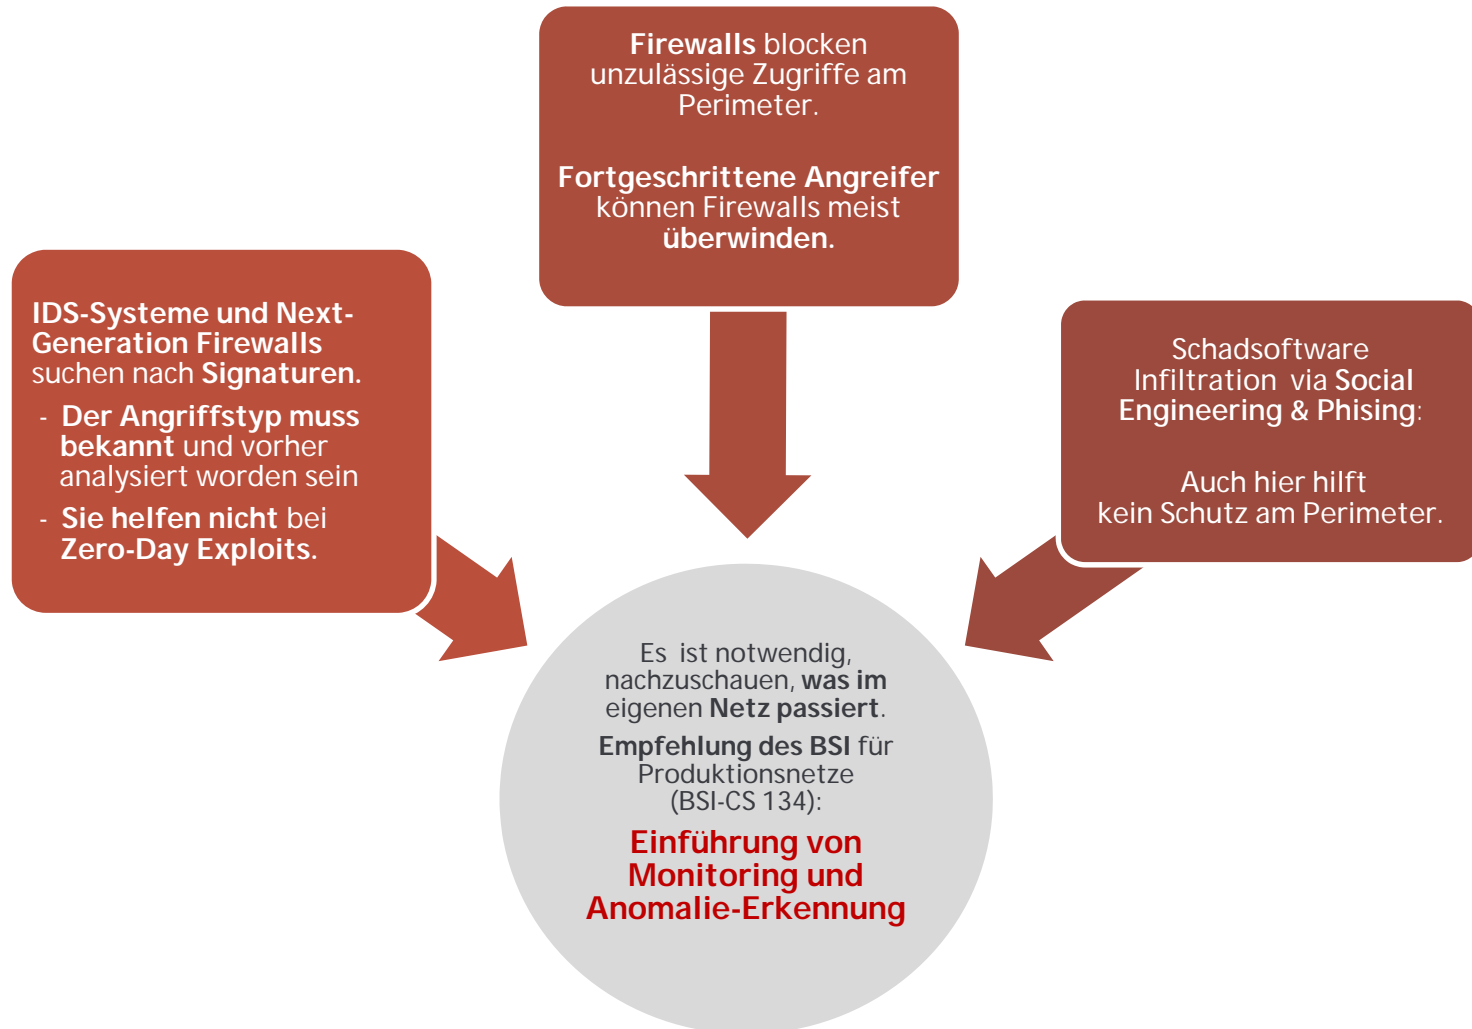 Firewalls blocken
unzulässige Zugriffe am
Perimeter.
Fortgeschrittene Angreifer
können Firewalls meist
überwinden.
IDS-Systeme und Next-
Generation Firewalls
suchen nach Signaturen.
- Der Angriffstyp muss
bekannt und vorher
analysiert worden sein
- Sie helfen nicht bei
Zero-Day Exploits.
Schadsoftware
Infiltration via Social
Engineering & Phising:
Auch hier hilft
kein Schutz am Perimeter.
Es ist notwendig,
nachzuschauen, was im
eigenen Netz passiert.
Empfehlung des BSI für
Produktionsnetze
(BSI-CS 134):
Einführung von
Monitoring und
Anomalie-Erkennung